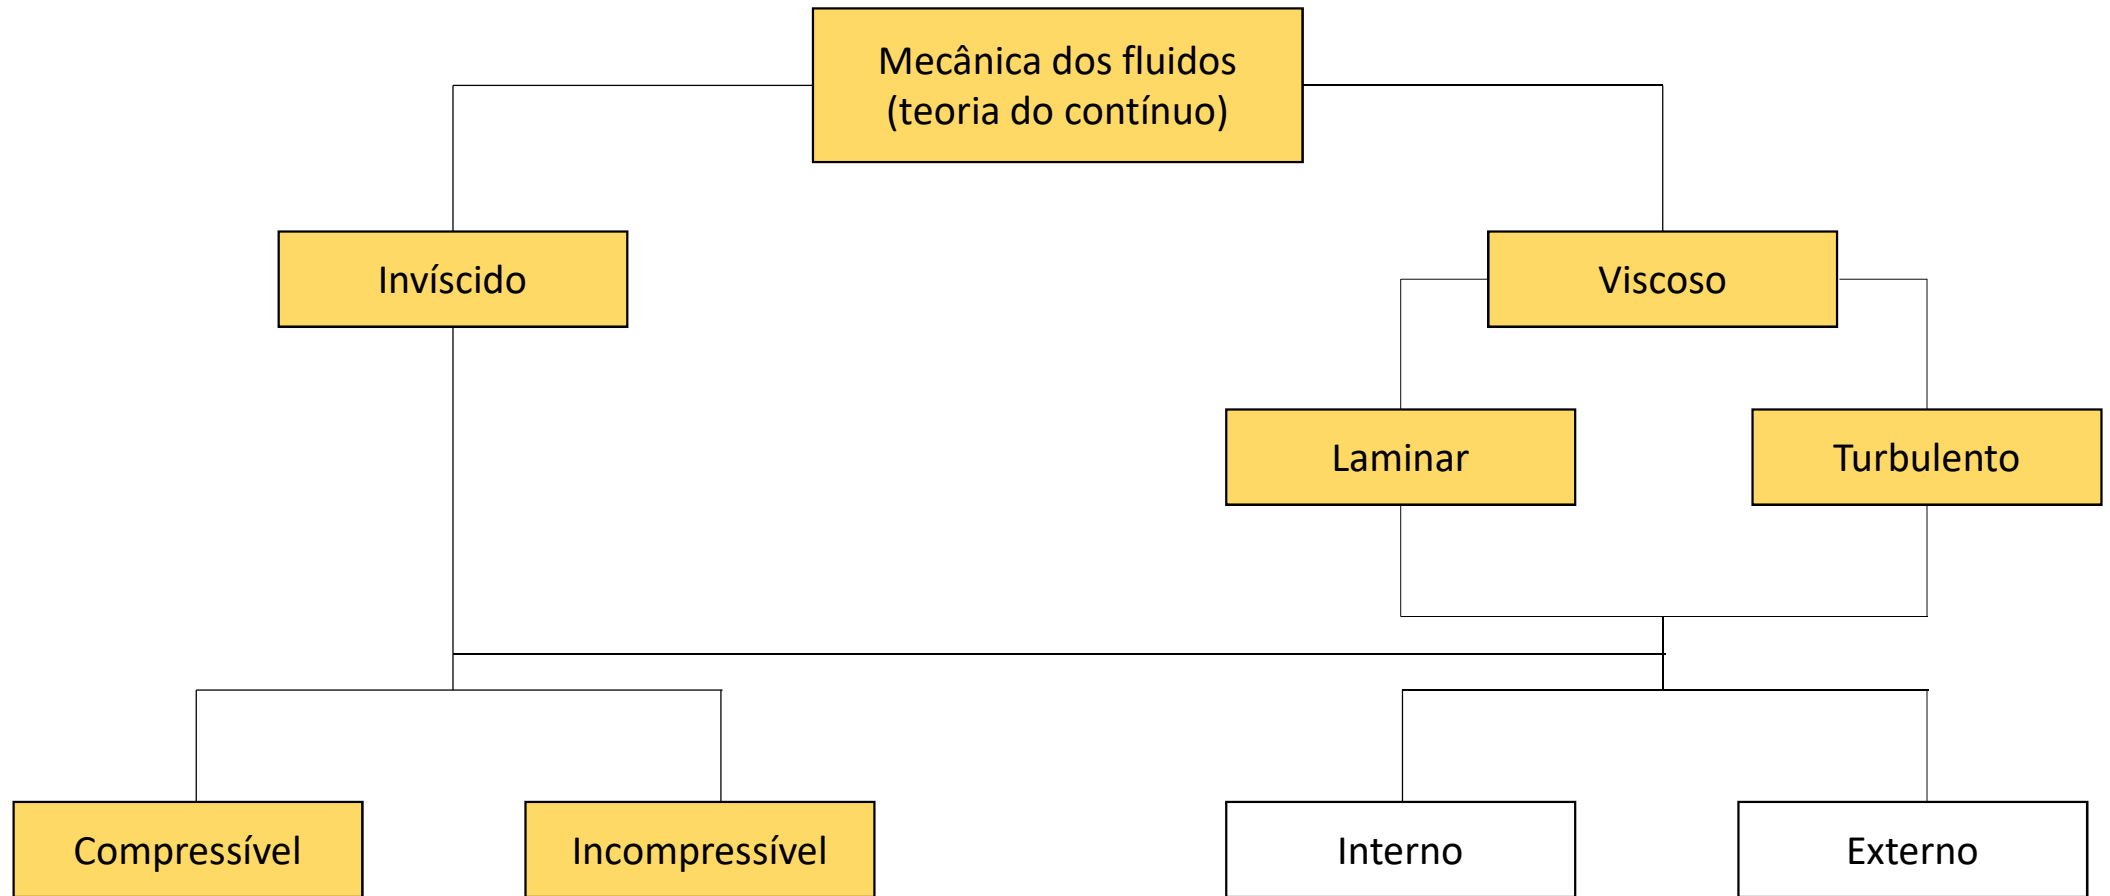 Mecânica dos fluidos
(teoria do contínuo)
Invíscido
Viscoso
Laminar
Turbulento
Compressível
Incompressível
Interno
Externo